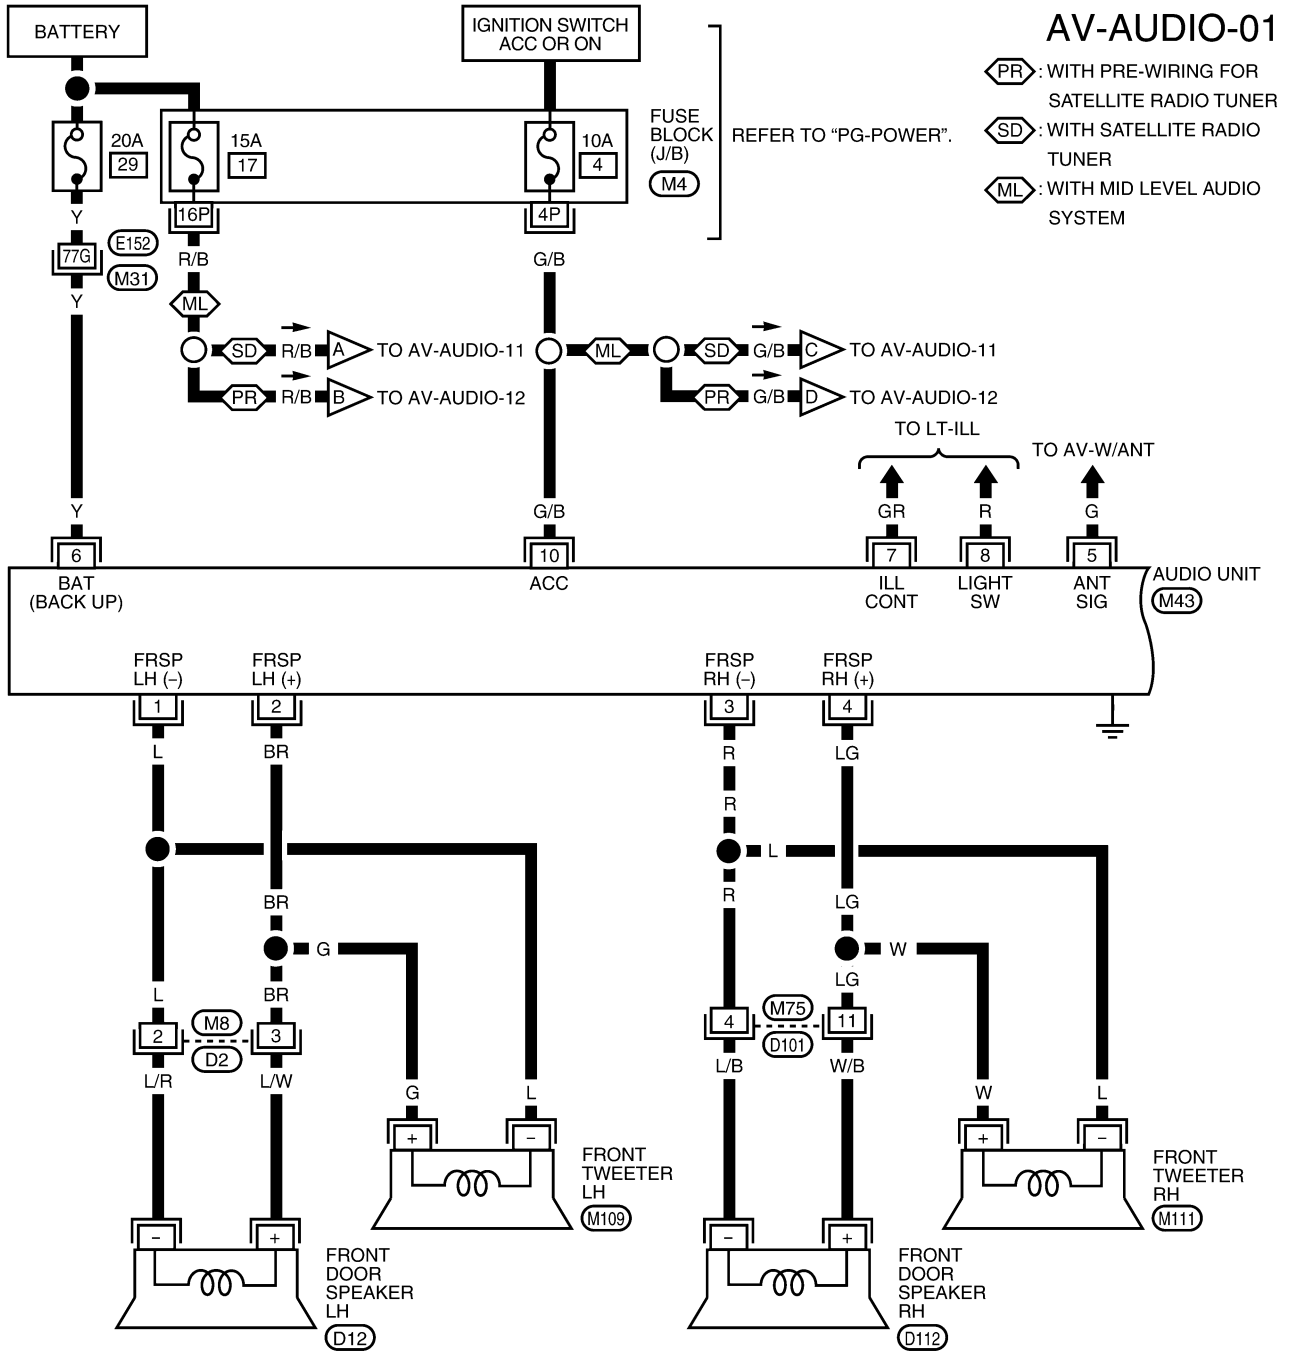 AV-AUDIO-01
BATTERY
IGNITION SWITCH
ACC OR ON
PR : WITH PRE-WIRING FOR
SATELLITE RADIO TUNER
SD : WITH SATELLITE RADIO
TUNER
ML : WITH MID LEVEL AUDIO
SYSTEM
20A
29
15A
17
10A
4
FUSE
BLOCK
(J/B)
M4
REFER TO “PG-POWER”.
16P
4P
Y
77G
E152
M31
Y
R/B
G/B
ML
SD R/B A TO AV-AUDIO-11
PR R/B B TO AV-AUDIO-12
ML
SD G/B C TO AV-AUDIO-11
PR G/B D TO AV-AUDIO-12
TO LT-ILL
TO AV-W/ANT
Y G/B GR R G
6 10 7 8 5
BAT
(BACK UP)
ACC
ILL
CONT
LIGHT
SW
ANT
SIG
AUDIO UNIT
M43
FRSP
LH (–)
FRSP
LH (+)
FRSP
RH (–)
FRSP
RH (+)
1 2 3 4
L BR R LG
R
L
BR R LG
G W
L BR LG
2 M8 3
D2
4 M75 11
D101
L/R L/W L/B W/B
G L W L
+ – + –
FRONT
TWEETER
LH
M109
FRONT
TWEETER
RH
M111
– + – +
FRONT
DOOR
SPEAKER
LH
D12
FRONT
DOOR
SPEAKER
RH
D112